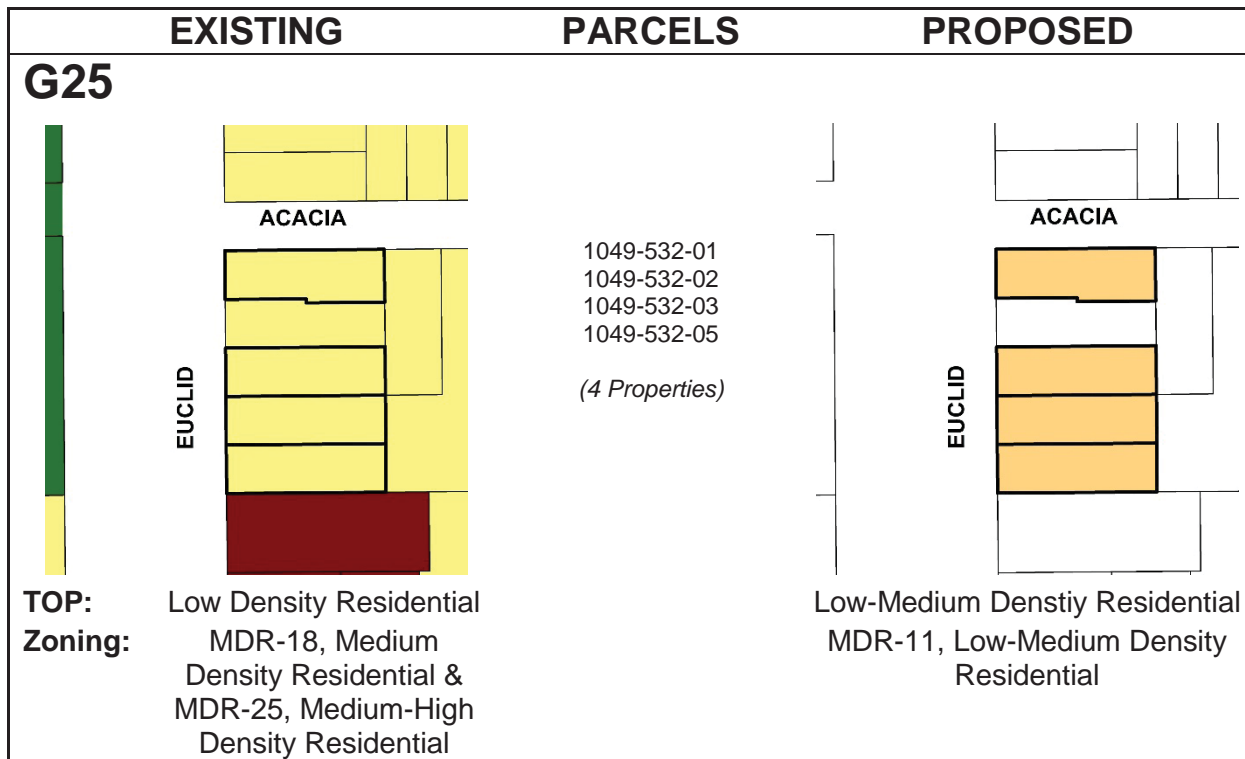 EXISTING PARCELS PROPOSED
G25
ACACIA
EUCLID
1049-532-01
1049-532-02
1049-532-03
1049-532-05
(4 Properties)
ACACIA
EUCLID
TOP: Low Density Residential Low-Medium Denstiy Residential
Zoning: MDR-18, Medium MDR-11, Low-Medium Density
Density Residential & Residential
MDR-25, Medium-High
Density Residential